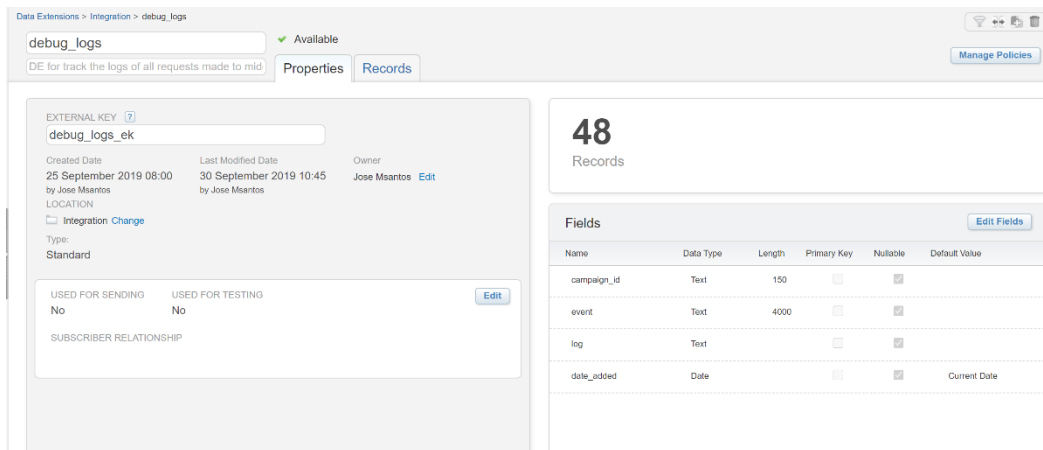 Data Extensions > Integration > debug_logs
debug_logs
Available
DE for track the logs of all requests made to mid
Properties
Records
Manage Policies
EXTERNAL KEY ?
debug_logs_ek
Created Date Last Modified Date Owner
25 September 2019 08:00 30 September 2019 10:45 Jose Msantos Edit
by Jose Msantos by Jose Msantos
LOCATION
Integration Change
Type:
Standard
USED FOR SENDING USED FOR TESTING Edit
No No
SUBSCRIBER RELATIONSHIP
48
Records
Fields Edit Fields
Name Data Type Length Primary Key Nullable Default Value
campaign_id Text 150
event Text 4000
log Text
date_added Date Current Date